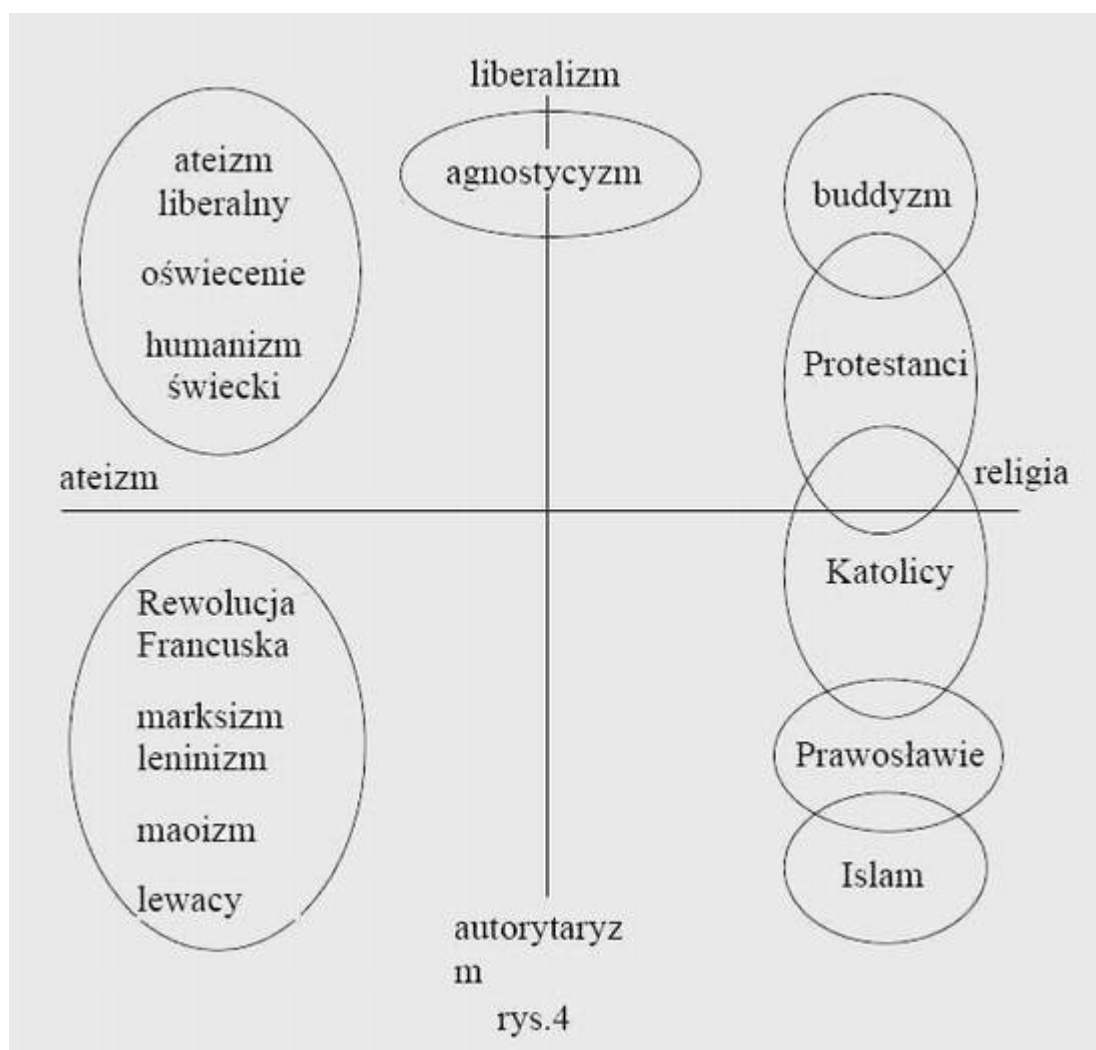 liberalizm
ateizm
liberalny
oświecenie
humanizm
świecki
agnostycyzm
buddyzm
Protestanci
ateizm
religia
Katolicy
Rewolucja
Francuska
marksizm
leninizm
maoizm
lewacy
Prawosławie
Islam
autorytaryz
m
rys.4